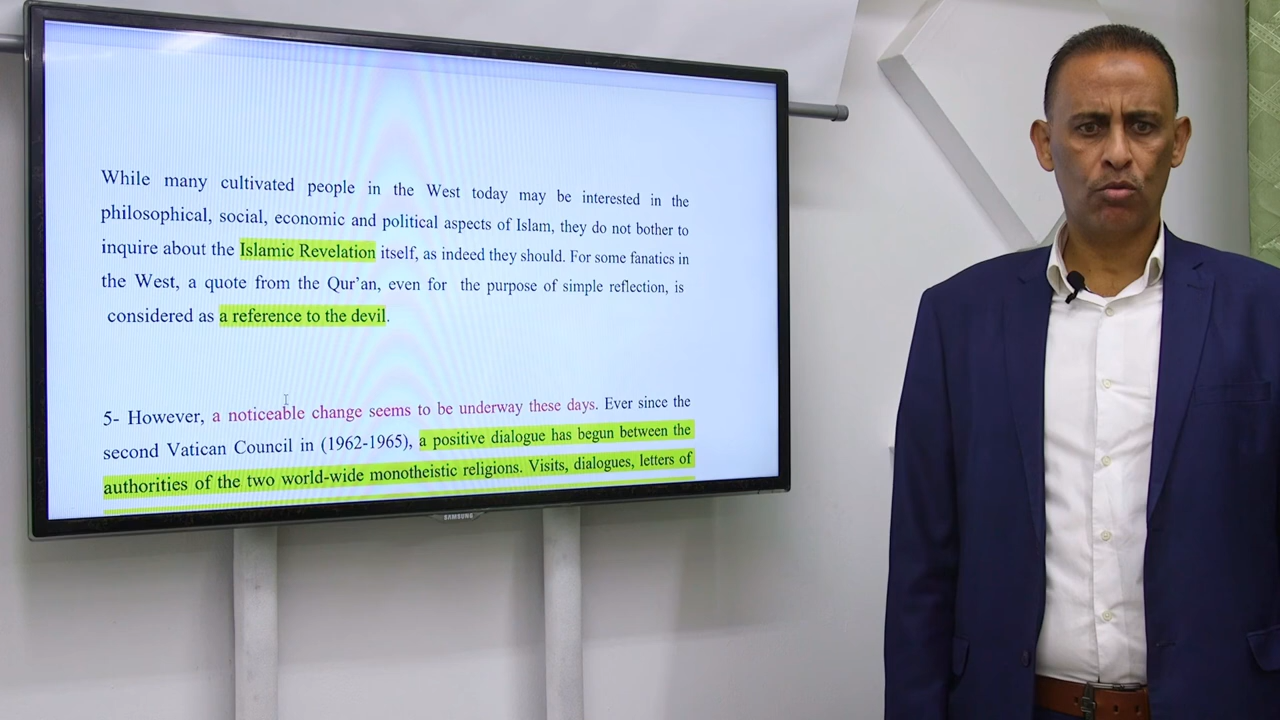 While many cultivated people in the West today may be interested in the
philosophical, social, economic and political aspects of Islam, they do not bother to
inquire about the Islamic Revelation itself, as indeed they should. For some fanatics in
the West, a quote from the Qur'an, even for the purpose of simple reflection, is
considered as a reference to the devil.
5- However, a noticeable change seems to be underway these days. Ever since the
second Vatican Council in (1962-1965), a positive dialogue has begun between the
authorities of the two world-wide monotheistic religions. Visits, dialogues, letters of
SAMSUNG